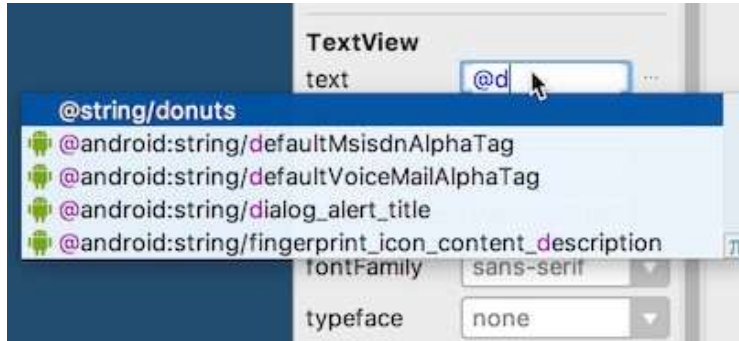 TextView
text @d ...
@string/donuts
@android:string/defaultMsisdnAlphaTag
@android:string/defaultVoiceMailAlphaTag
@android:string/dialog_alert_title
@android:string/fingerprint_icon_content_description
fontFamily sans-serif
typeface none